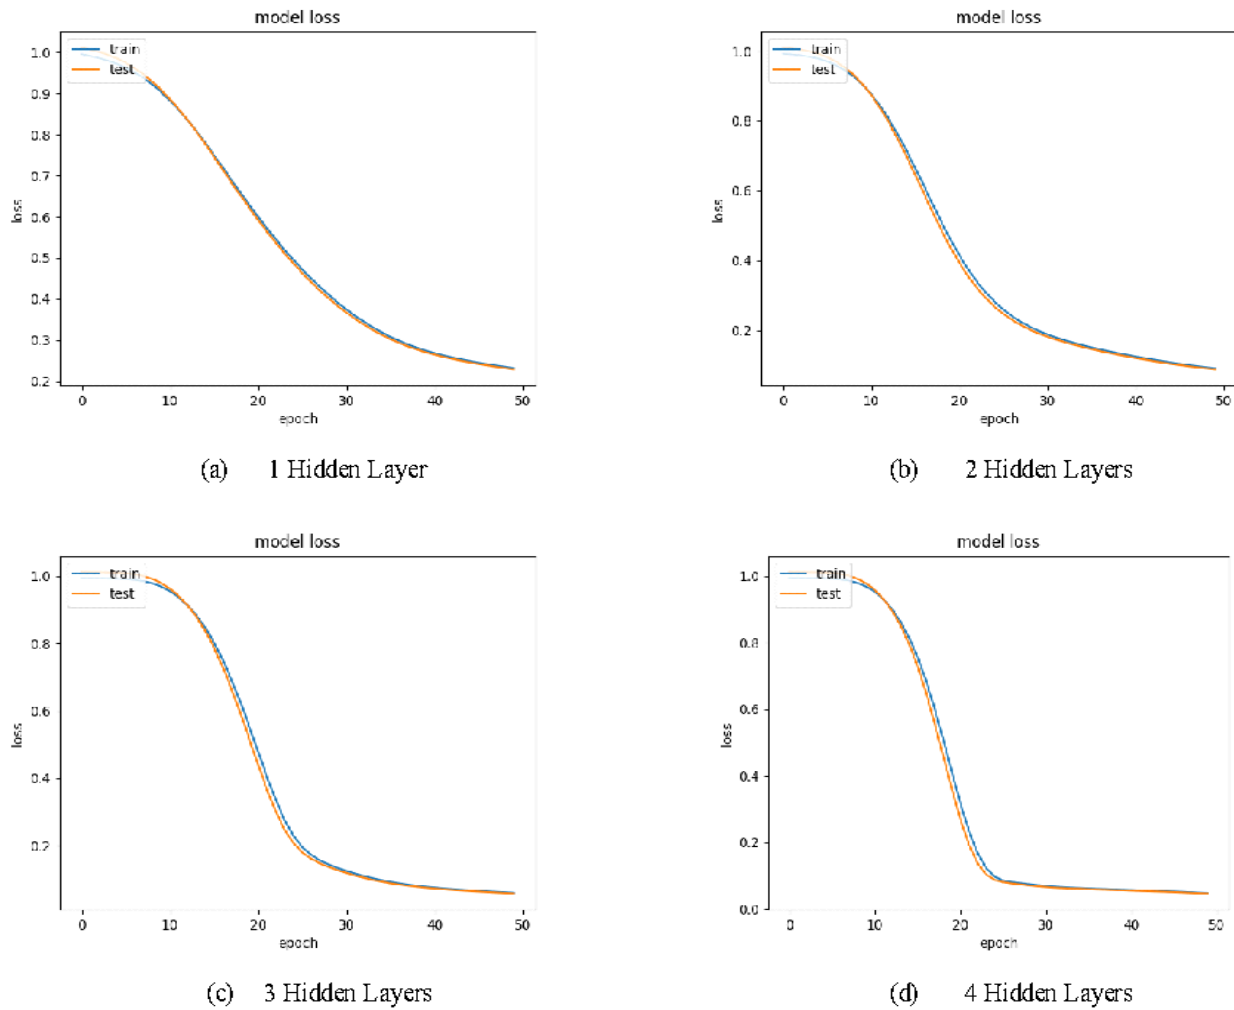 model loss
train
test
1.0
0.9
0.8
0.7
0.6
0.5
0.4
0.3
0.2
loss
0 10 20 30 40 50
epoch
(a) 1 Hidden Layer
model loss
train
test
1.0
0.8
0.6
0.4
0.2
loss
0 10 20 30 40 50
epoch
(b) 2 Hidden Layers
model loss
train
test
1.0
0.8
0.6
0.4
0.2
loss
0 10 20 30 40 50
epoch
(c) 3 Hidden Layers
model loss
train
test
1.0
0.8
0.6
0.4
0.2
0.0
loss
0 10 20 30 40 50
epoch
(d) 4 Hidden Layers